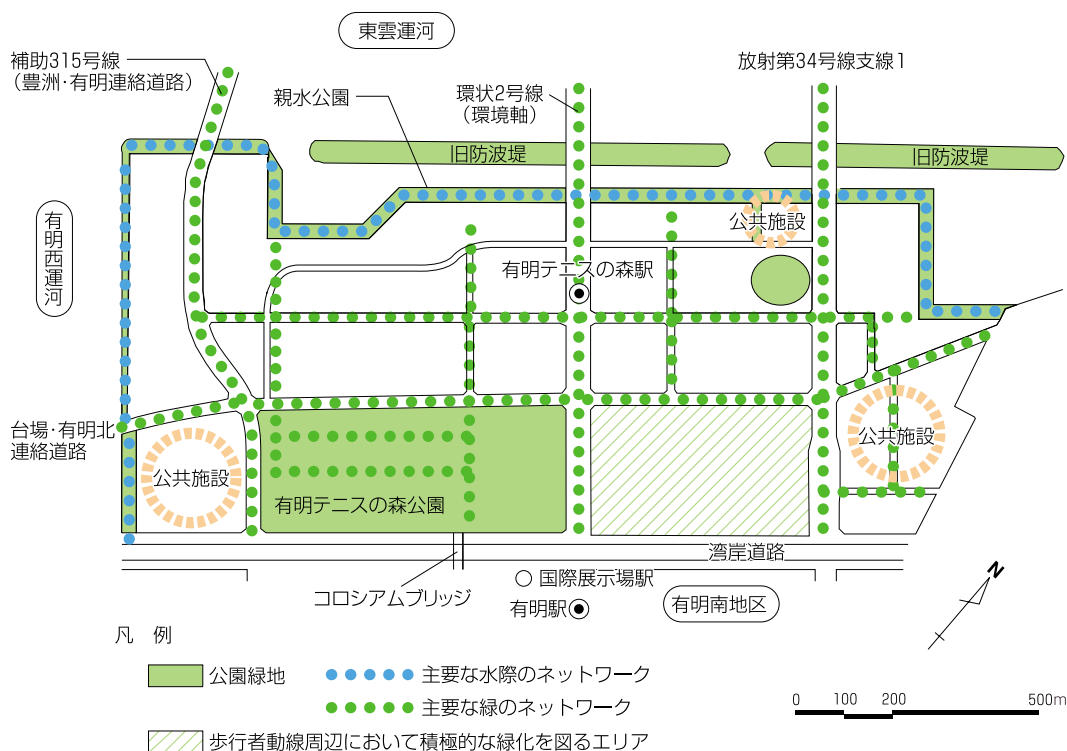 東雲運河
補助315号線
（豊洲・有明連絡道路）
放射第34号線支線1
環状2号線
（環境軸）
親水公園
旧防波堤
旧防波堤
有明西運河
公共施設
有明テニスの森駅
台場・有明北
連絡道路
公共施設
公共施設
有明テニスの森公園
湾岸道路
コロシアムブリッジ
国際展示場駅
有明駅
有明南地区
N
凡 例
公園緑地
主要な水際のネットワーク
主要な緑のネットワーク
歩行者動線周辺において積極的な緑化を図るエリア
0 100 200 500m